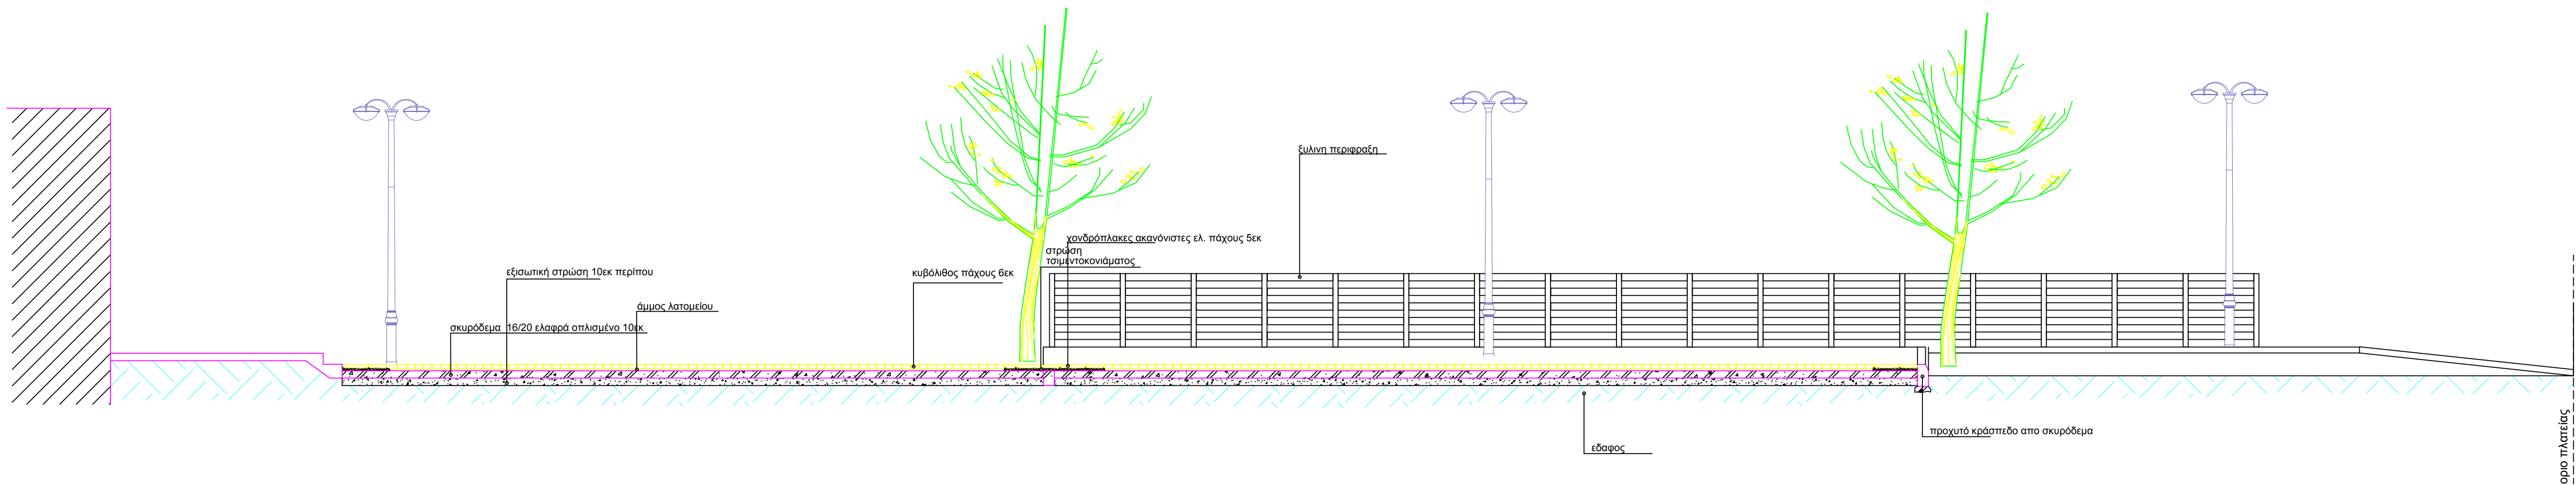 ξυλινη περιφραξη
χονδρόπλακες ακανόνιστες ελ. πάχους 5εκ
στρώση
τσιμεντοκονιάματος
εξισωτική στρώση 10εκ περίπου
κυβόλιθος πάχους 6εκ
άμμος λατομείου
σκυρόδεμα 16/20 ελαφρά οπλισμένο 10εκ
προχυτό κράσπεδο απο σκυρόδεμα
εδαφος
οριο πλατείας